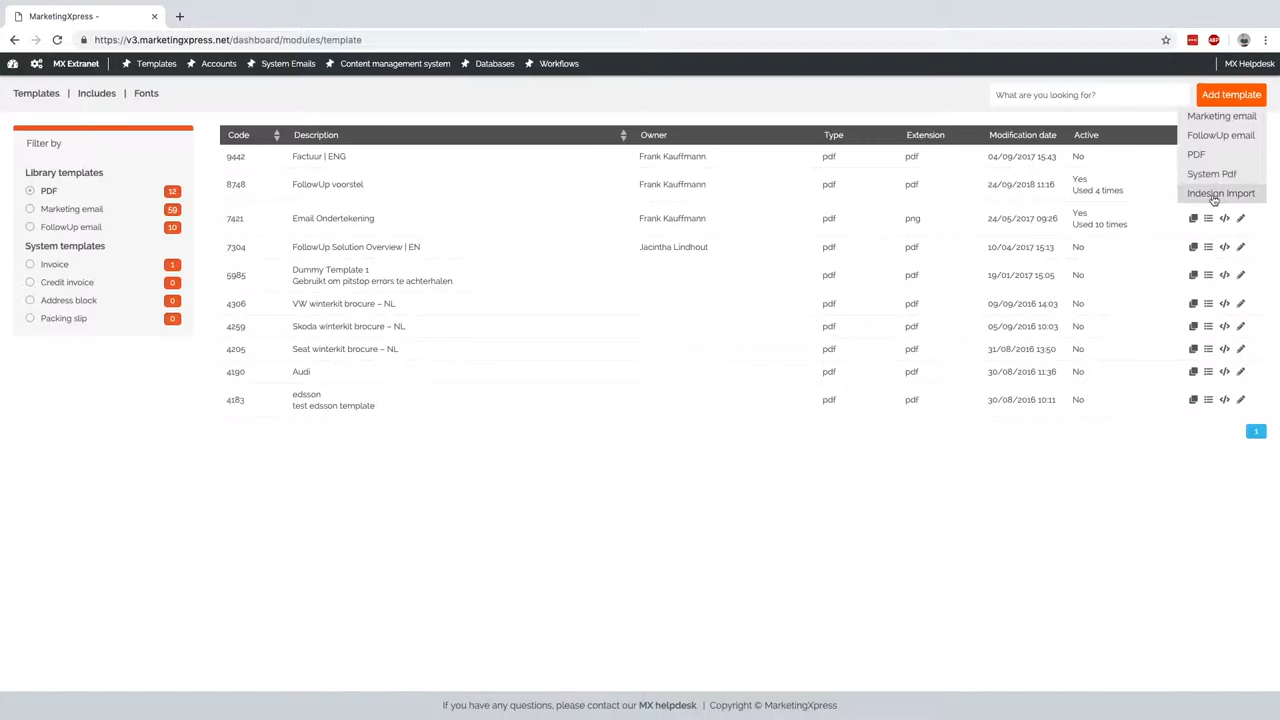 MarketingXpress -
https://v3.marketingxpress.net/dashboard/modules/template
MX Extranet Templates Accounts System Emails Content management system Databases Workflows MX Helpdesk
Templates | Includes | Fonts What are you looking for? Add template
Marketing email
FollowUp email
PDF
System Pdf
Indesign Import
Filter by
Library templates
PDF 12
Marketing email 59
FollowUp email 10
System templates
Invoice 1
Credit invoice 0
Address block 0
Packing slip 0
Code Description Owner Type Extension Modification date Active
9442 Factuur | ENG Frank Kauffmann pdf pdf 04/09/2017 15:43 No
8748 FollowUp voorstel Frank Kauffmann pdf pdf 24/09/2018 11:16 Yes
Used 4 times
7421 Email Ondertekening Frank Kauffmann pdf png 24/05/2017 09:26 Yes
Used 10 times
7304 FollowUp Solution Overview | EN Jacintha Lindhout pdf pdf 10/04/2017 15:13 No
5985 Dummy Template 1 pdf pdf 19/01/2017 15:05 No
Gebruikt om pitstop errors te achterhalen
4306 VW winterkit brocure – NL pdf pdf 09/09/2016 14:03 No
4259 Skoda winterkit brocure – NL pdf pdf 05/09/2016 10:03 No
4205 Seat winterkit brocure – NL pdf pdf 31/08/2016 13:50 No
4190 Audi pdf pdf 30/08/2016 11:36 No
4183 edsson pdf pdf 30/08/2016 10:11 No
test edsson template
1
If you have any questions, please contact our MX helpdesk | Copyright © MarketingXpress